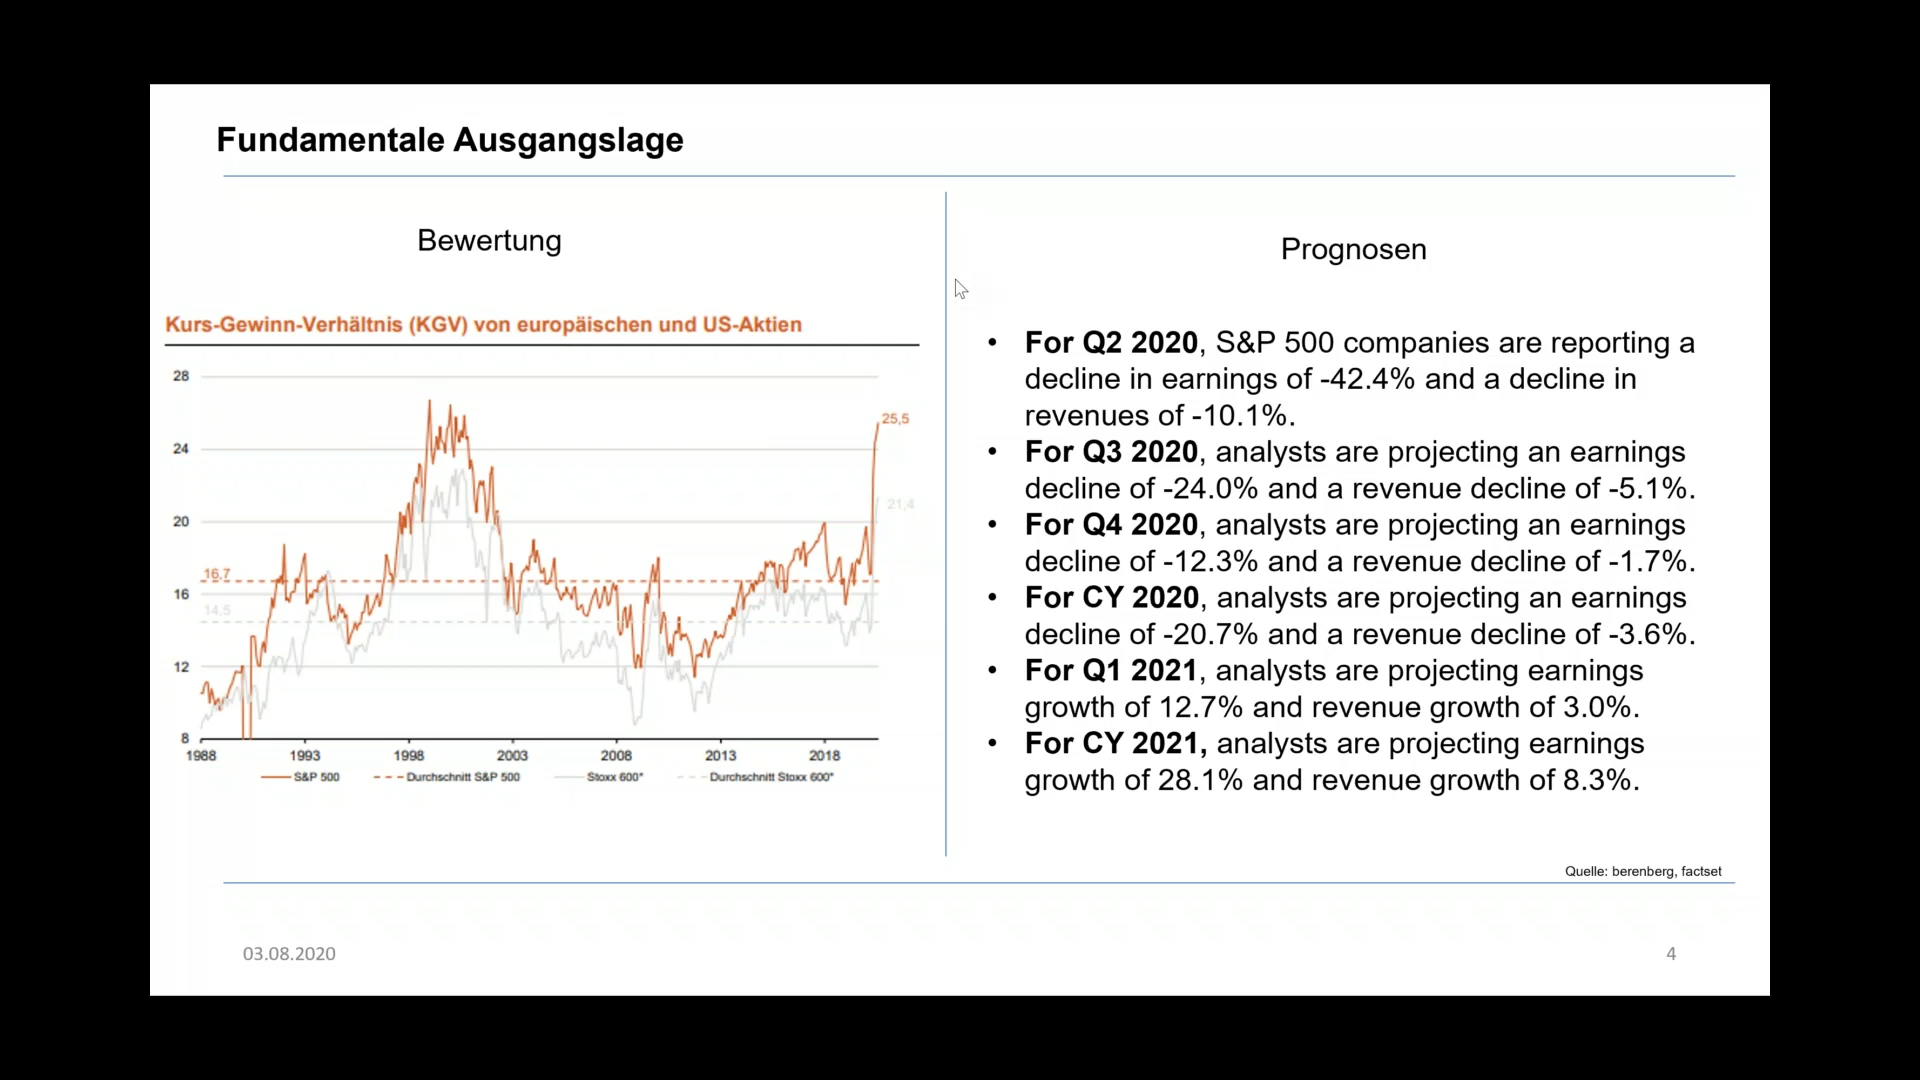 Fundamentale Ausgangslage
Bewertung
Kurs-Gewinn-Verhältnis (KGV) von europäischen und US-Aktien
28
24
20
16
12
8
25,5
21,4
16,7
14,5
1988 1993 1998 2003 2008 2013 2018
S&P 500 Durchschnitt S&P 500 Stoxx 600* Durchschnitt Stoxx 600*
Prognosen
• For Q2 2020, S&P 500 companies are reporting a
decline in earnings of -42.4% and a decline in
revenues of -10.1%.
• For Q3 2020, analysts are projecting an earnings
decline of -24.0% and a revenue decline of -5.1%.
• For Q4 2020, analysts are projecting an earnings
decline of -12.3% and a revenue decline of -1.7%.
• For CY 2020, analysts are projecting an earnings
decline of -20.7% and a revenue decline of -3.6%.
• For Q1 2021, analysts are projecting earnings
growth of 12.7% and revenue growth of 3.0%.
• For CY 2021, analysts are projecting earnings
growth of 28.1% and revenue growth of 8.3%.
Quelle: berenberg, factset
03.08.2020
4